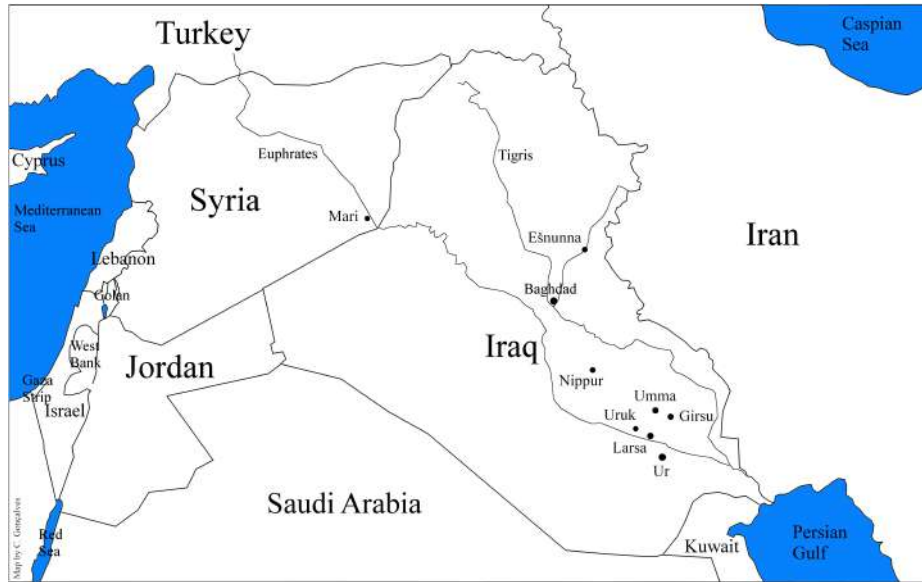 Turkey
Caspian
Sea
Tigris
Euphrates
Cyprus
Syria
Mediterranean
Sea
Mari
Ešnunna
Iran
Lebanon
Golan
Baghdad
West
Bank
Jordan
Iraq
Nippur
Gaza
Strip
Israel
Umma
Uruk
Girsu
Larsa
Ur
Saudi Arabia
Red
Sea
Kuwait
Persian
Gulf
Map by C. Gonçalves